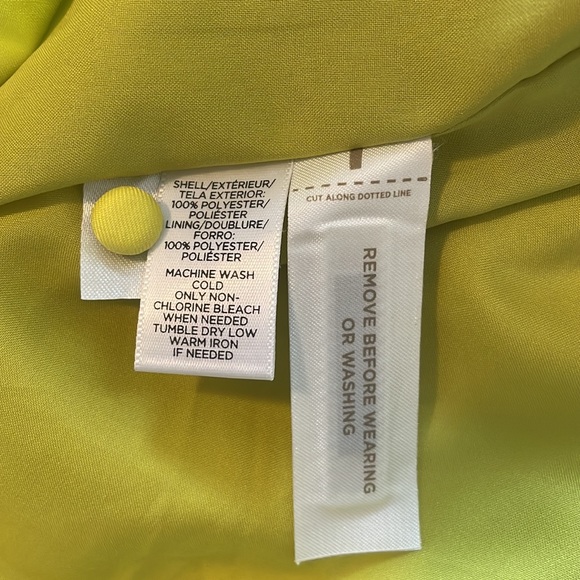 SHELL/EXTÉRIEUR/
TELA EXTERIOR:
100% POLYESTER/
POLIÉSTER
LINING/DOUBLURE/
FORRO:
100% POLYESTER/
POLIÉSTER
MACHINE WASH
COLD
ONLY NON-
CHLORINE BLEACH
WHEN NEEDED
TUMBLE DRY LOW
WARM IRON
IF NEEDED
CUT ALONG DOTTED LINE
REMOVE BEFORE WEARING
OR WASHING